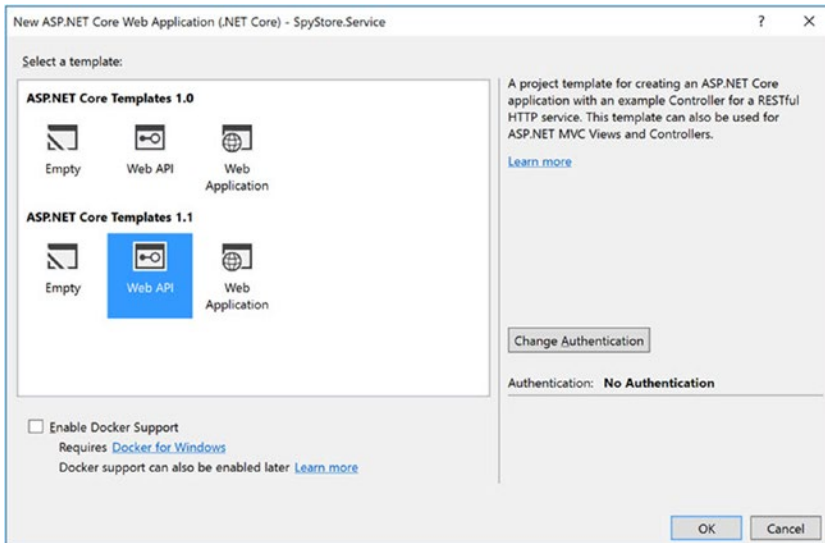 New ASP.NET Core Web Application (.NET Core) - SpyStore.Service
? X
Select a template:
ASP.NET Core Templates 1.0
Empty
Web API
Web
Application
ASP.NET Core Templates 1.1
Empty
Web API
Web
Application
Enable Docker Support
Requires Docker for Windows
Docker support can also be enabled later Learn more
A project template for creating an ASP.NET Core
application with an example Controller for a RESTful
HTTP service. This template can also be used for
ASP.NET MVC Views and Controllers.
Learn more
Change Authentication
Authentication: No Authentication
OK
Cancel